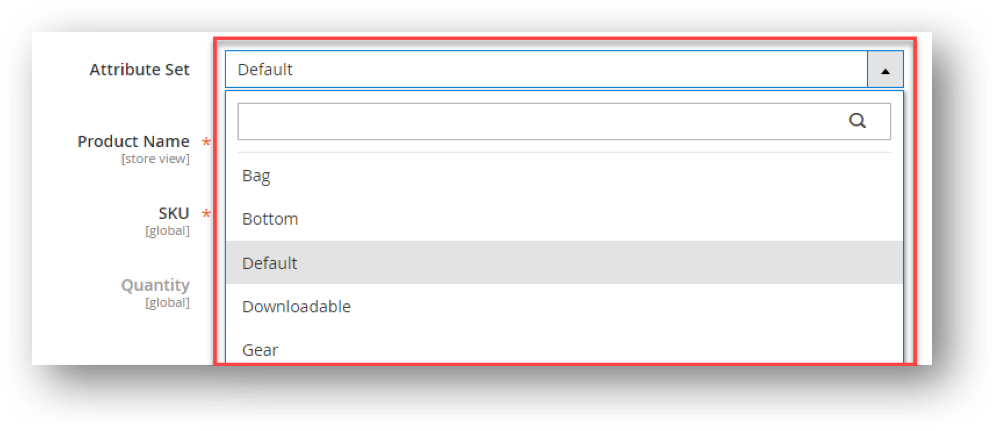 Attribute Set
Default
Product Name *
[store view]
Bag
SKU *
[global]
Bottom
Default
Quantity
[global]
Downloadable
Gear